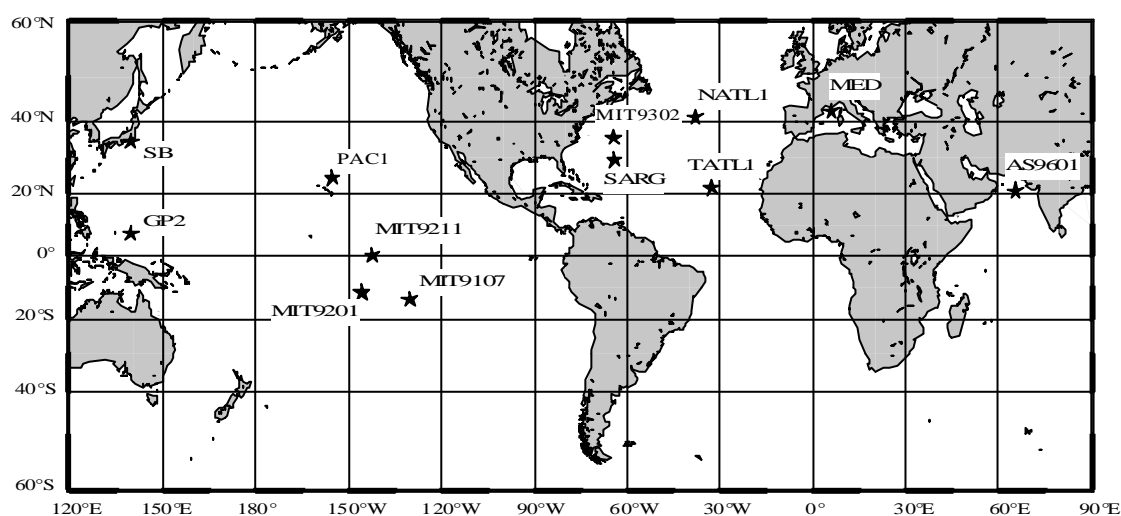 60°N
MED
NATL1
MIT9302
40°N
SB
PAC1
SARG
TATL1
AS9601
20°N
GP2
MIT9211
0°
MIT9107
MIT9201
20°S
40°S
60°S
120°E 150°E 180° 150°W 120°W 90°W 60°W 30°W 0° 30°E 60°E 90°E